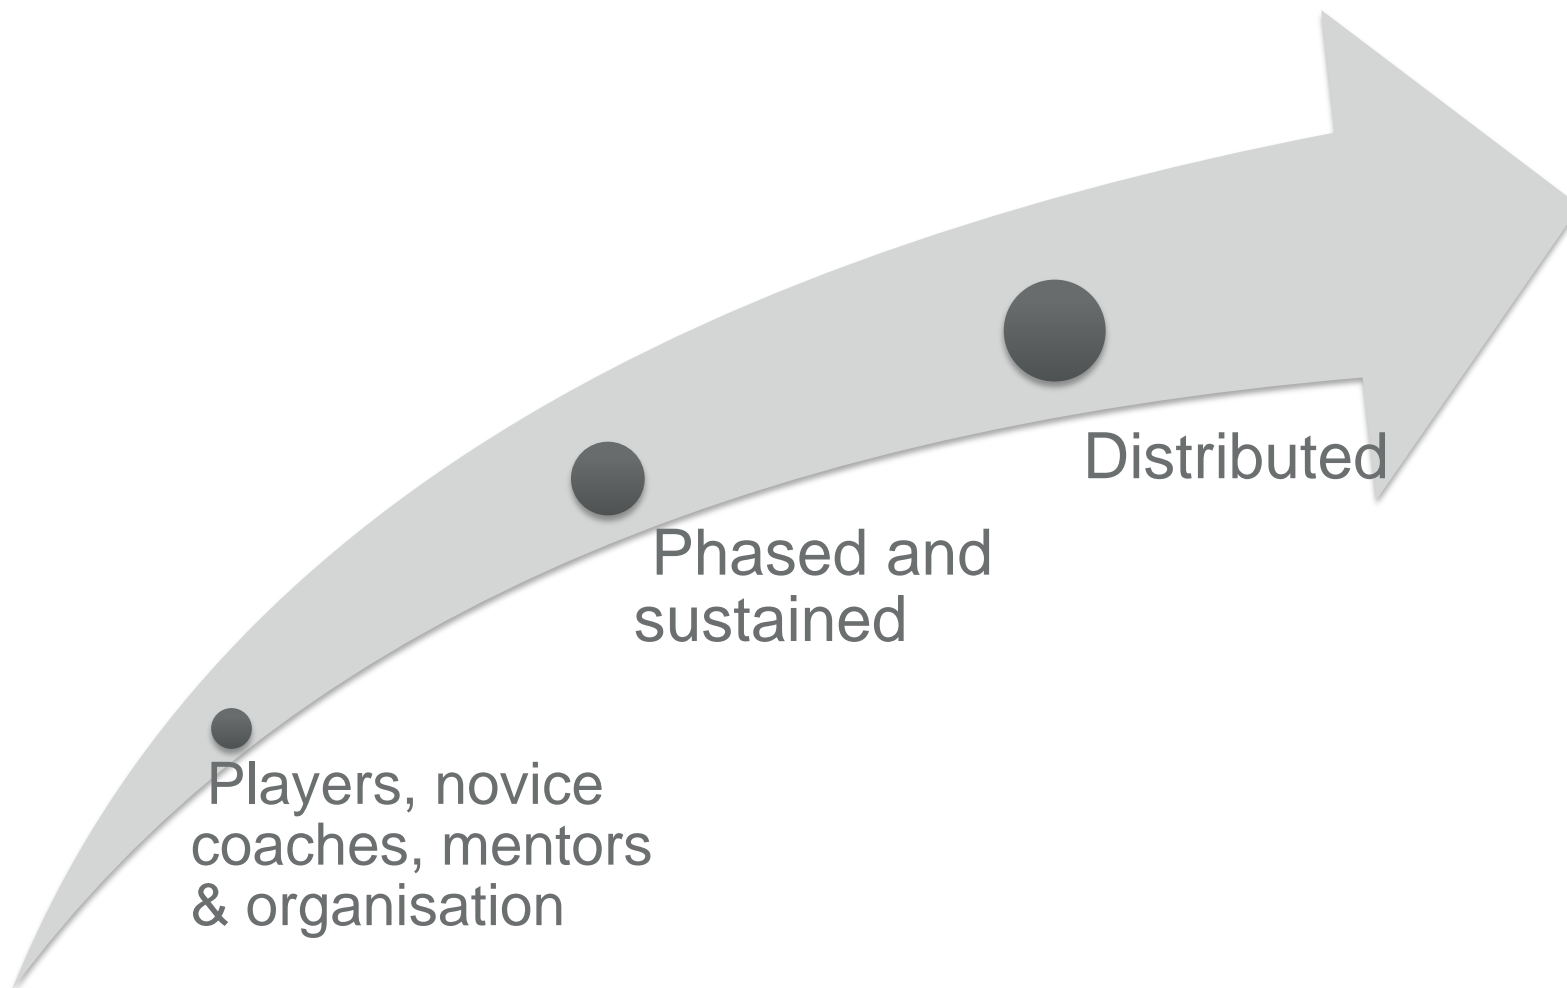 Players, novice
coaches, mentors
& organisation
Phased and
sustained
Distributed